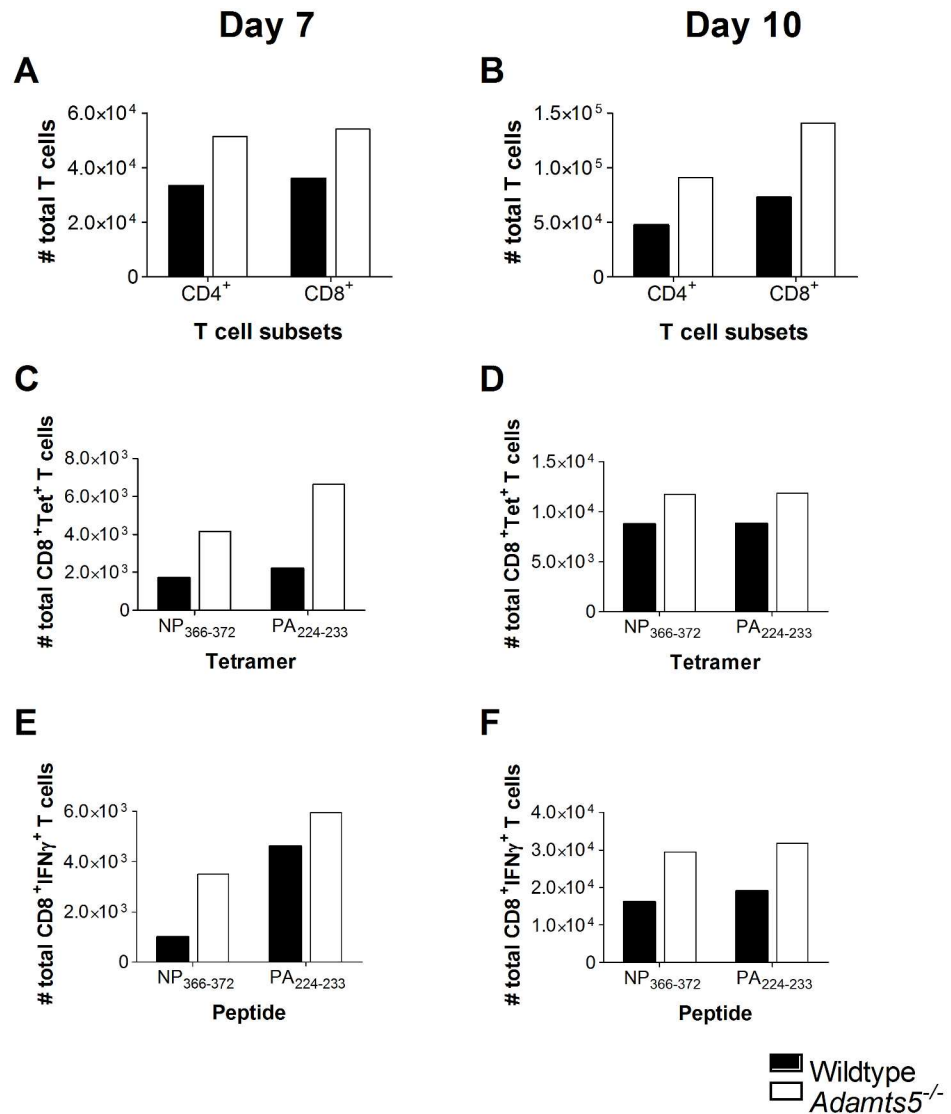 Day 7
Day 10
A
# total T cells
6.0×10⁴
4.0×10⁴
2.0×10⁴
0
CD4⁺
CD8⁺
T cell subsets
B
# total T cells
1.5×10⁵
1.0×10⁵
5.0×10⁴
0
CD4⁺
CD8⁺
T cell subsets
C
# total CD8⁺Tet⁺ T cells
8.0×10³
6.0×10³
4.0×10³
2.0×10³
0
NP₃₆₆₋₃₇₂
PA₂₂₄₋₂₃₃
Tetramer
D
# total CD8⁺Tet⁺ T cells
1.5×10⁴
1.0×10⁴
5.0×10³
0
NP₃₆₆₋₃₇₂
PA₂₂₄₋₂₃₃
Tetramer
E
# total CD8⁺IFNγ⁺ T cells
6.0×10³
4.0×10³
2.0×10³
0
NP₃₆₆₋₃₇₂
PA₂₂₄₋₂₃₃
Peptide
F
# total CD8⁺IFNγ⁺ T cells
4.0×10⁴
3.0×10⁴
2.0×10⁴
1.0×10⁴
0
NP₃₆₆₋₃₇₂
PA₂₂₄₋₂₃₃
Peptide
Wildtype
Adamts5⁻/⁻